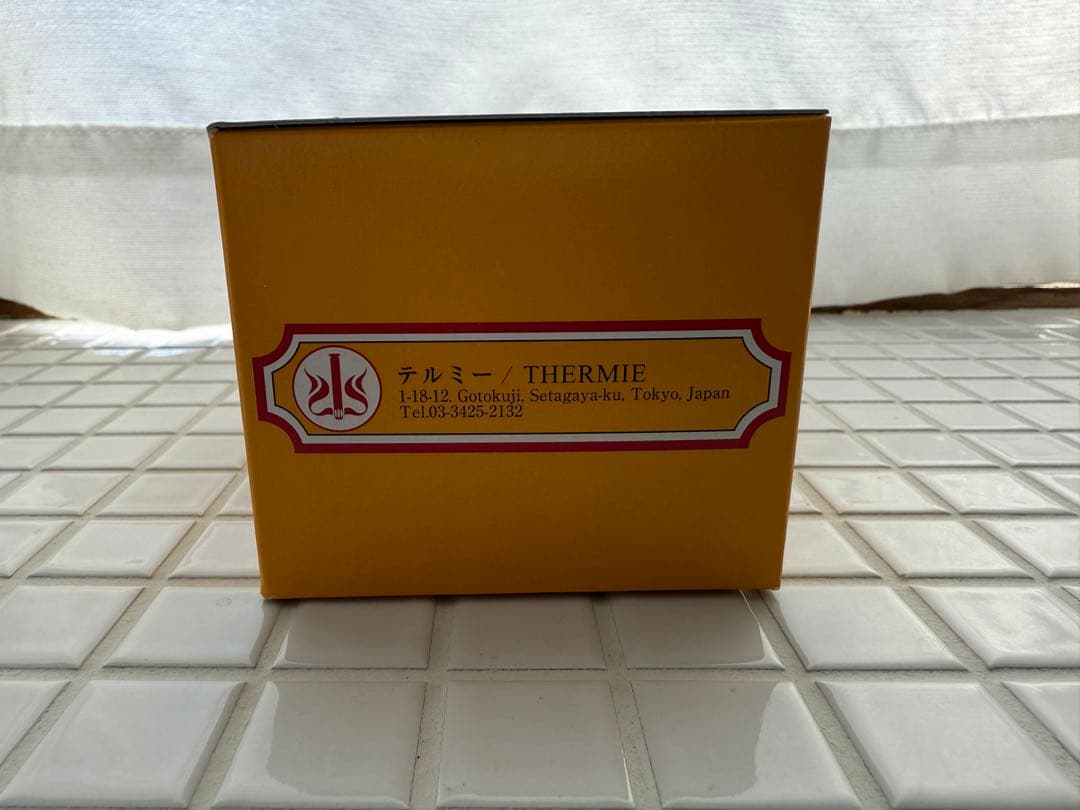 テルミー / THERMIE
1-18-12, Gotokuji, Setagaya-ku, Tokyo, Japan
Tel.03-3425-2132